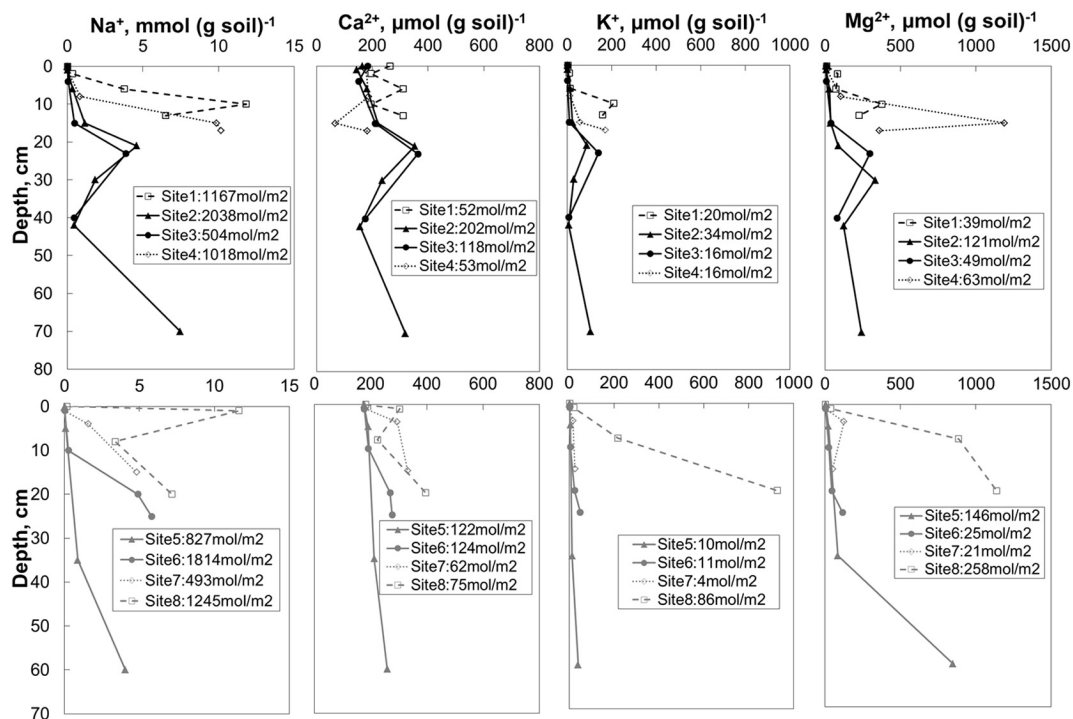 Na⁺, mmol (g soil)⁻¹
Ca²⁺, µmol (g soil)⁻¹
K⁺, µmol (g soil)⁻¹
Mg²⁺, µmol (g soil)⁻¹
0 5 10 15
0 200 400 600 800
0 200 400 600 800 1000
0 500 1000 1500
Depth, cm
0
10
20
30
40
50
60
70
80
Site1:1167mol/m2
Site2:2038mol/m2
Site3:504mol/m2
Site4:1018mol/m2
Site1:52mol/m2
Site2:202mol/m2
Site3:118mol/m2
Site4:53mol/m2
Site1:20mol/m2
Site2:34mol/m2
Site3:16mol/m2
Site4:16mol/m2
Site1:39mol/m2
Site2:121mol/m2
Site3:49mol/m2
Site4:63mol/m2
0 5 10 15
0 200 400 600 800
0 200 400 600 800 1000
0 500 1000 1500
Depth, cm
0
10
20
30
40
50
60
70
Site5:827mol/m2
Site6:1814mol/m2
Site7:493mol/m2
Site8:1245mol/m2
Site5:122mol/m2
Site6:124mol/m2
Site7:62mol/m2
Site8:75mol/m2
Site5:10mol/m2
Site6:11mol/m2
Site7:4mol/m2
Site8:86mol/m2
Site5:146mol/m2
Site6:25mol/m2
Site7:21mol/m2
Site8:258mol/m2